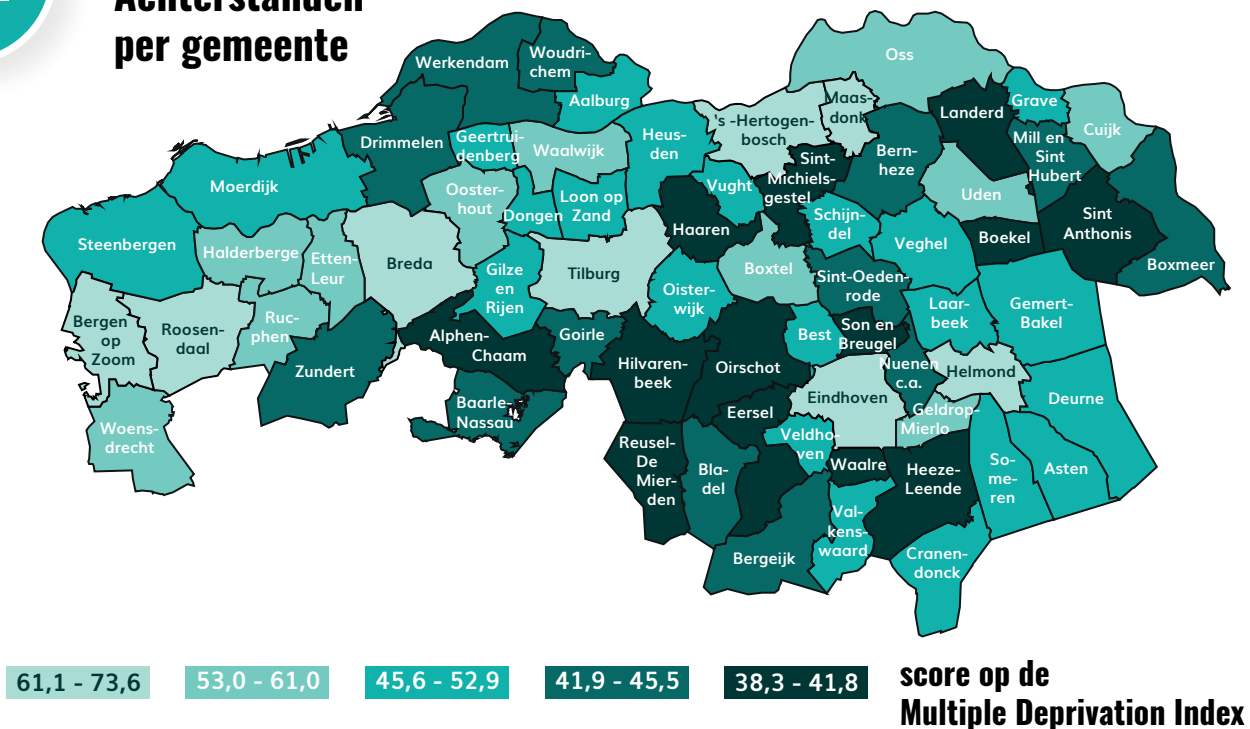 Achterstanden
per gemeente
Werkendam
Woudri-
chem
Aalburg
Oss
Maas-
donk
Landerd
Grave
Cuijk
Drimmelen
Geertrui-
denberg
Waalwijk
Heus-
den
's -Hertogen-
bosch
Sint-
Michiels-
gestel
Bern-
heze
Mill en
Sint
Hubert
Moerdijk
Ooster-
hout
Dongen
Loon op
Zand
Vught
Uden
Haaren
Schijn-
del
Veghel
Boekel
Sint
Anthonis
Boxmeer
Steenbergen
Halderberge
Etten-
Leur
Breda
Gilze
en
Rijen
Tilburg
Oister-
wijk
Boxtel
Sint-Oeden-
rode
Laar-
beek
Gemert-
Bakel
Bergen
op
Zoom
Roosen-
daal
Ruc-
phen
Zundert
Alphen-
Chaam
Goirle
Hilvaren-
beek
Oirschot
Best
Son en
Breugel
Nuenen
c.a.
Helmond
Deurne
Baarle-
Nassau
Eersel
Eindhoven
Geldrop-
Mierlo
Woens-
drecht
Reusel-
De
Mier-
den
Bla-
del
Veldho-
ven
Waalre
Heeze-
Leende
So-
me-
ren
Asten
Bergeijk
Val-
kens-
waard
Cranen-
donck
61,1 - 73,6
53,0 - 61,0
45,6 - 52,9
41,9 - 45,5
38,3 - 41,8
score op de
Multiple Deprivation Index